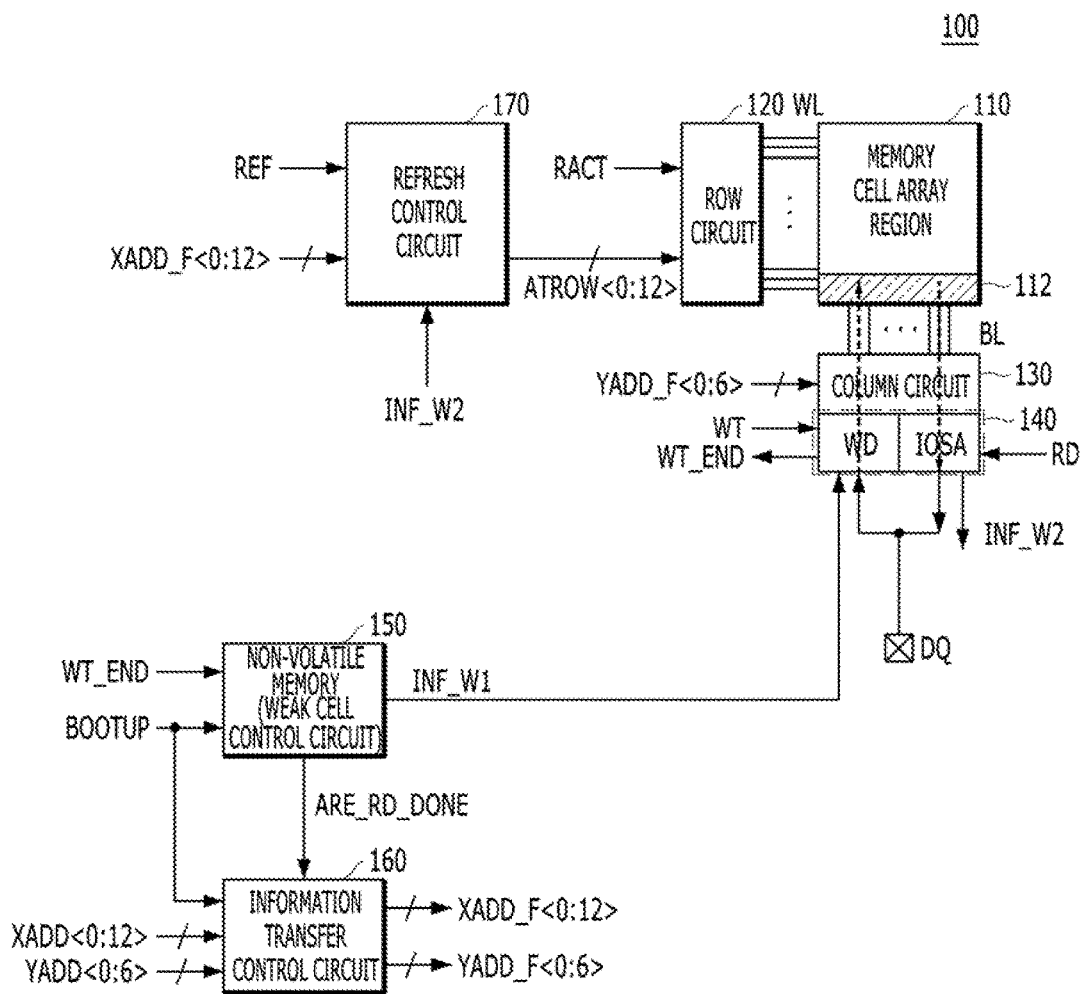 100
170
120 WL
110
REF
REFRESH
CONTROL
CIRCUIT
RACT
ROW
CIRCUIT
MEMORY
CELL ARRAY
REGION
XADD_F<0:12>
ATROW<0:12>
112
INF_W2
BL
YADD_F<0:6>
COLUMN CIRCUIT
130
140
WT
WT_END
WD
IOSA
RD
INF_W2
DQ
150
WT_END
BOOTUP
NON-VOLATILE
MEMORY
(WEAK CELL
CONTROL CIRCUIT)
INF_W1
ARE_RD_DONE
160
INFORMATION
TRANSFER
CONTROL CIRCUIT
XADD<0:12>
YADD<0:6>
XADD_F<0:12>
YADD_F<0:6>